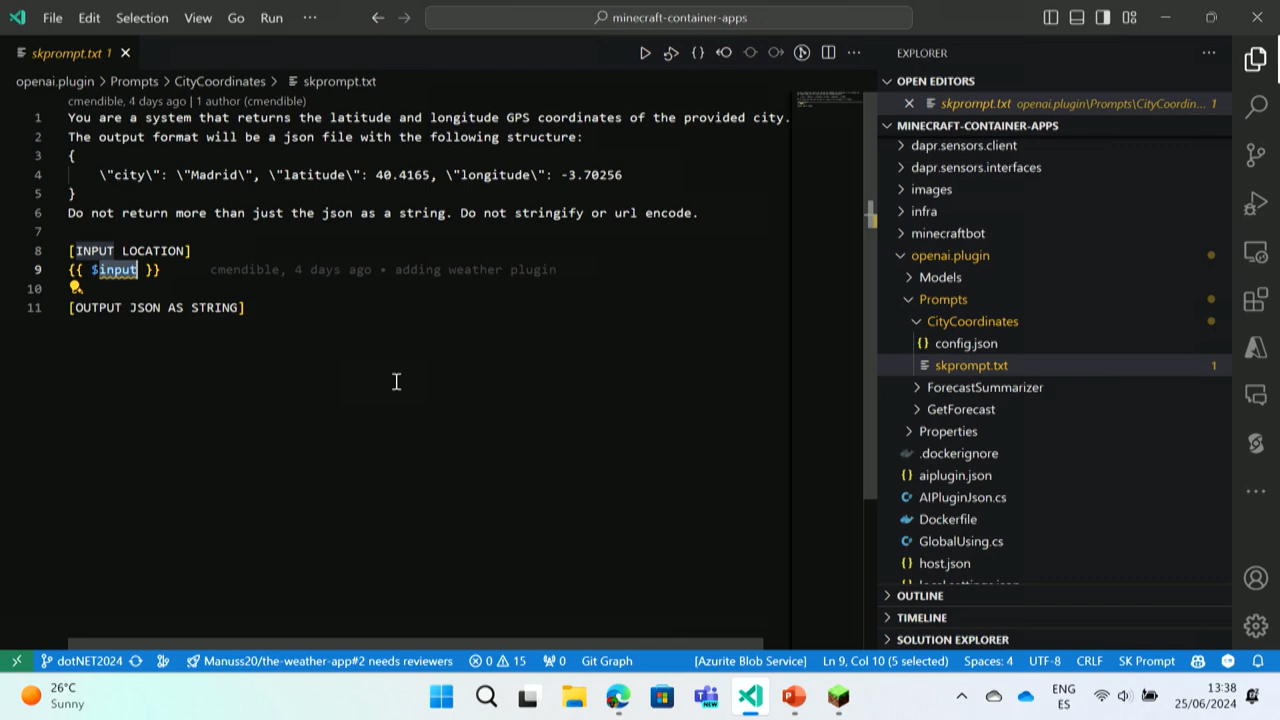 File Edit Selection View Go Run ··· minecraft-container-apps
skprompt.txt 1
openai.plugin > Prompts > CityCoordinates > skprompt.txt
cmendible, 4 days ago | 1 author (cmendible)
1 You are a system that returns the latitude and longitude GPS coordinates of the provided city.
2 The output format will be a json file with the following structure:
3 {
4 \"city\": \"Madrid\", \"latitude\": 40.4165, \"longitude\": -3.70256
5 }
6 Do not return more than just the json as a string. Do not stringify or url encode.
7
8 [INPUT LOCATION]
9 {{ $input }} cmendible, 4 days ago • adding weather plugin
10
11 [OUTPUT JSON AS STRING]
EXPLORER
OPEN EDITORS
skprompt.txt openai.plugin\Prompts\CityCoordin... 1
MINECRAFT-CONTAINER-APPS
dapr.sensors.client
dapr.sensors.interfaces
images
infra
minecraftbot
openai.plugin
Models
Prompts
CityCoordinates
{} config.json
skprompt.txt 1
ForecastSummarizer
GetForecast
Properties
.dockerignore
{} aiplugin.json
AIPluginJson.cs
Dockerfile
GlobalUsing.cs
{} host.json
OUTLINE
TIMELINE
SOLUTION EXPLORER
dotNET2024 Manuss20/the-weather-app#2 needs reviewers 0 15 0 Git Graph [Azurite Blob Service] Ln 9, Col 10 (5 selected) Spaces: 4 UTF-8 CRLF SK Prompt
26°C
Sunny
NEW
ENG
ES
13:38
25/06/2024